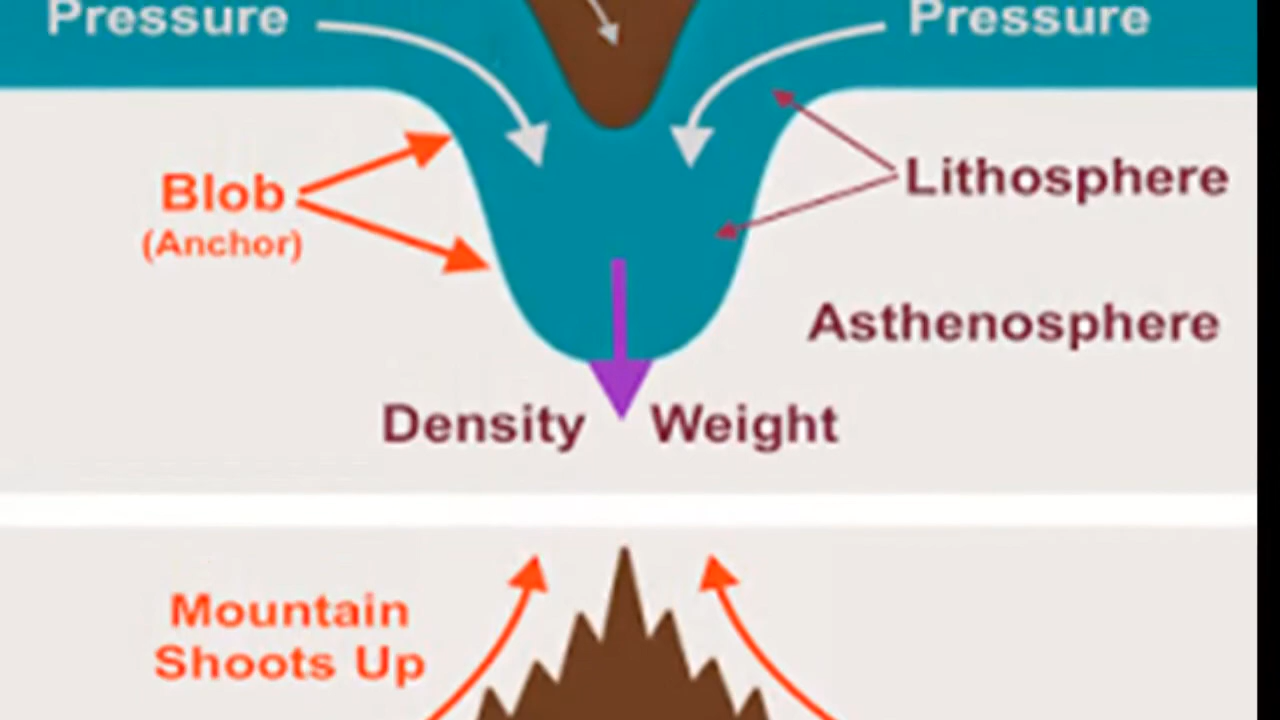 Pressure
Pressure
Blob
(Anchor)
Lithosphere
Asthenosphere
Density Weight
Mountain
Shoots Up